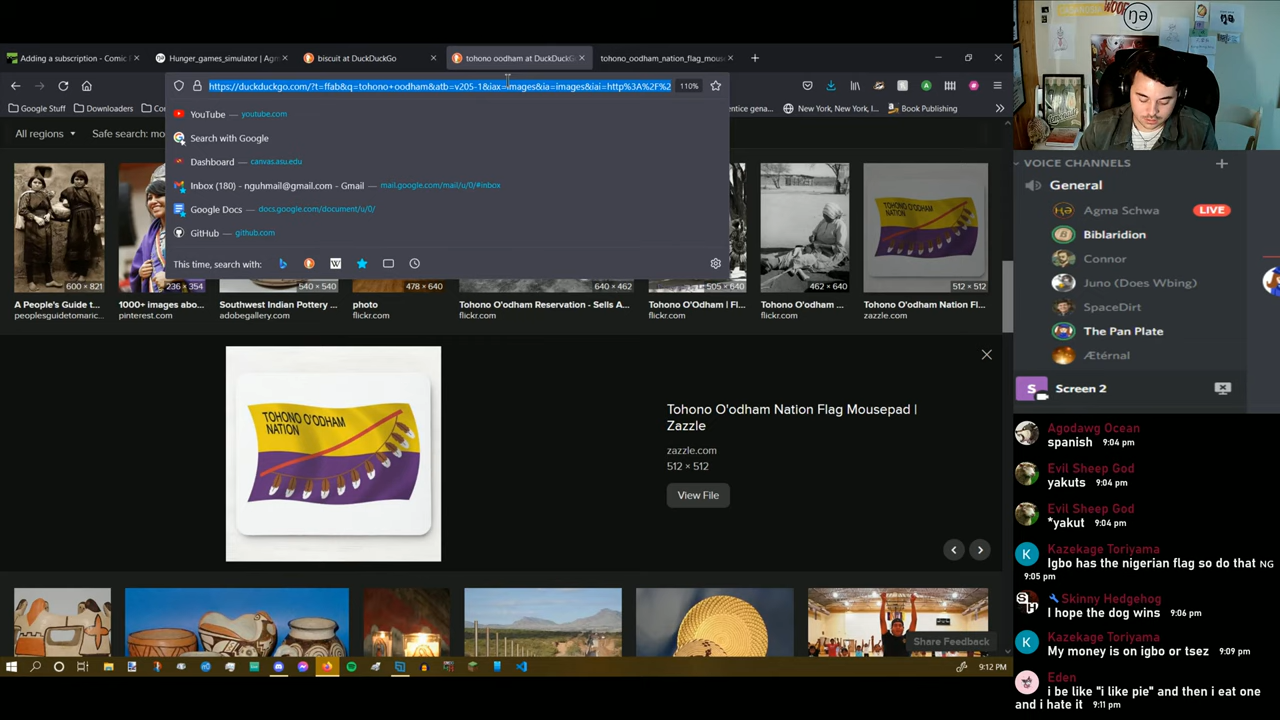 Adding a subscription - Comic F
Hunger_games_simulator | Agm
biscuit at DuckDuckGo
tohono oodham at DuckDuckG
tohono_oodham_nation_flag_mous
https://duckduckgo.com/?t=ffab&q=tohono+oodham&atb=v205-1&iax=images&ia=images&iai=http%3A%2F%2
110%
Google Stuff
Downloaders
YouTube — youtube.com
New York, New York, W...
Book Publishing
All regions
Safe search: mo
Search with Google
Dashboard — canvas.asu.edu
Inbox (180) - nguhmail@gmail.com - Gmail — mail.google.com/mail/u/0/#inbox
Google Docs — docs.google.com/document/u/0/
GitHub — github.com
This time, search with:
600 × 821
236 × 354
540 × 540
478 × 640
640 × 462
505 × 640
462 × 640
512 × 512
A People's Guide t...
1000+ images abo...
Southwest Indian Pottery ...
photo
Tohono O'odham Reservation - Sells A...
Tohono O'odham | Fl...
Tohono O'odham ...
Tohono O'odham Nation Fl...
peoplesguidetomaric...
pinterest.com
adobegallery.com
flickr.com
flickr.com
flickr.com
flickr.com
zazzle.com
TOHONO O'ODHAM
NATION
Tohono O'odham Nation Flag Mousepad |
Zazzle
zazzle.com
512 × 512
View File
Share Feedback
9:12 PM
ŋə
VOICE CHANNELS
General
Agma Schwa
LIVE
Biblaridion
Connor
Juno (Does Wbing)
SpaceDirt
The Pan Plate
Ætérnal
S
Screen 2
Agodawg Ocean
spanish 9:04 pm
Evil Sheep God
yakuts 9:04 pm
Evil Sheep God
*yakut 9:04 pm
Kazekage Toriyama
Igbo has the nigerian flag so do that NG
9:05 pm
Skinny Hedgehog
I hope the dog wins 9:06 pm
Kazekage Toriyama
My money is on igbo or tsez 9:09 pm
Eden
i be like "i like pie" and then i eat one
and i hate it 9:11 pm